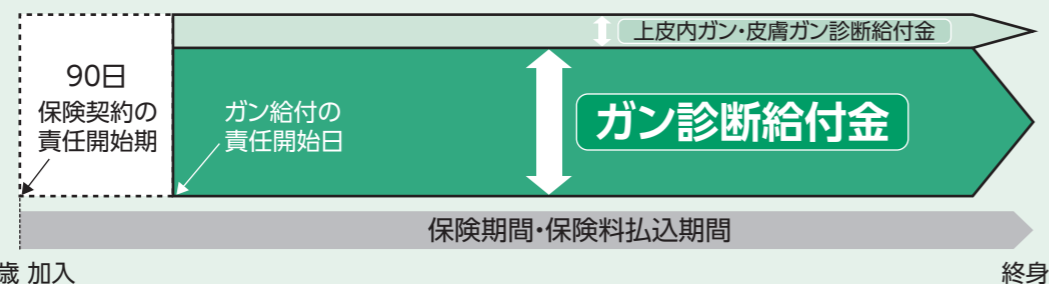 上皮内ガン・皮膚ガン診断給付金
90日
保険契約の
責任開始期
ガン給付の
責任開始日
ガン診断給付金
保険期間・保険料払込期間
歳 加入
終身